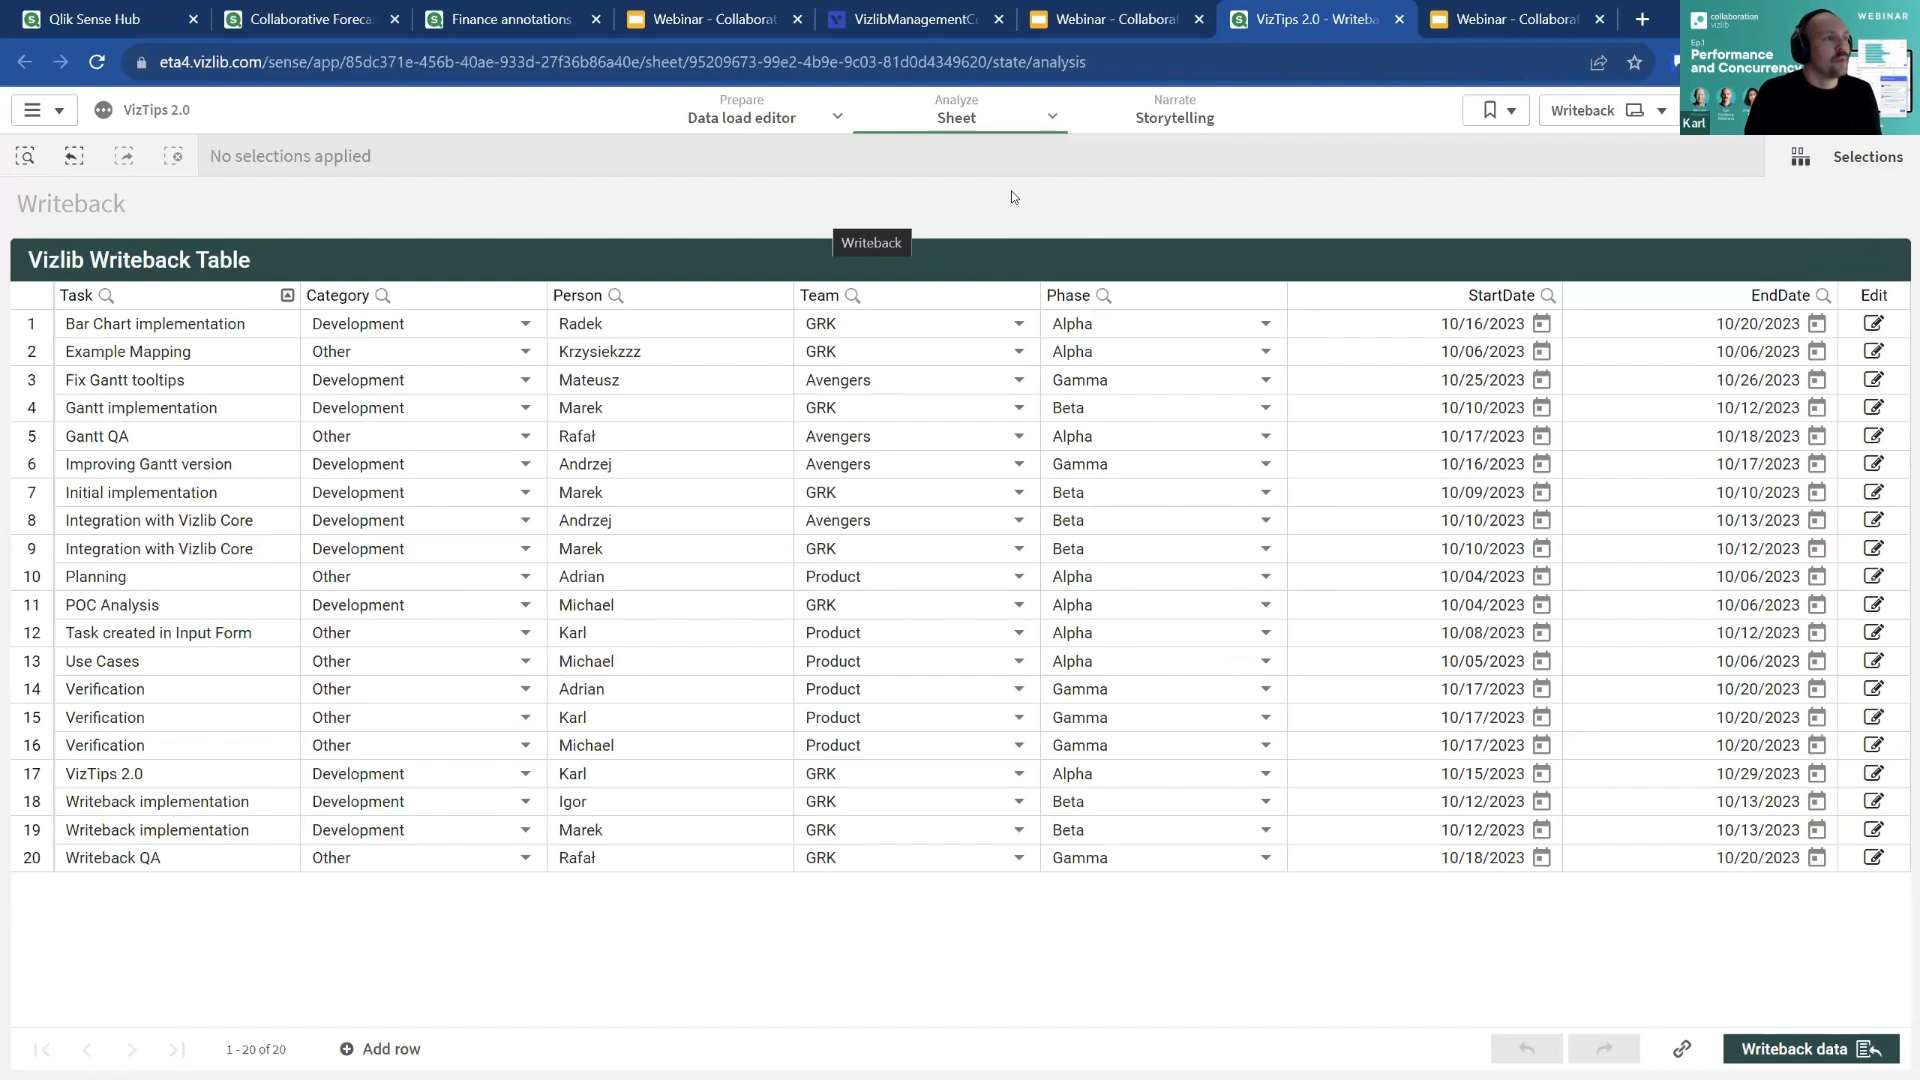 Qlik Sense Hub
Collaborative Foreca
Finance annotations
Webinar - Collaborat
VizlibManagementC
Webinar - Collaborat
VizTips 2.0 - Writeba
Webinar - Collaborat
eta4.vizlib.com/sense/app/85dc371e-456b-40ae-933d-27f36b86a40e/sheet/95209673-99e2-4b9e-9c03-81d0d4349620/state/analysis
collaboration
vizlib
WEBINAR
Ep.1
Performance
and Concurrency
Karl
VizTips 2.0
Prepare
Data load editor
Analyze
Sheet
Narrate
Storytelling
Writeback
No selections applied
Selections
Writeback
Writeback
Vizlib Writeback Table
Task Category Person Team Phase StartDate EndDate Edit
1 Bar Chart implementation Development Radek GRK Alpha 10/16/2023 10/20/2023
2 Example Mapping Other Krzysiekzzz GRK Alpha 10/06/2023 10/06/2023
3 Fix Gantt tooltips Development Mateusz Avengers Gamma 10/25/2023 10/26/2023
4 Gantt implementation Development Marek GRK Beta 10/10/2023 10/12/2023
5 Gantt QA Other Rafał Avengers Alpha 10/17/2023 10/18/2023
6 Improving Gantt version Development Andrzej Avengers Gamma 10/16/2023 10/17/2023
7 Initial implementation Development Marek GRK Beta 10/09/2023 10/10/2023
8 Integration with Vizlib Core Development Andrzej Avengers Beta 10/10/2023 10/13/2023
9 Integration with Vizlib Core Development Marek GRK Beta 10/10/2023 10/12/2023
10 Planning Other Adrian Product Alpha 10/04/2023 10/06/2023
11 POC Analysis Development Michael GRK Alpha 10/04/2023 10/06/2023
12 Task created in Input Form Other Karl Product Alpha 10/08/2023 10/12/2023
13 Use Cases Other Michael Product Alpha 10/05/2023 10/06/2023
14 Verification Other Adrian Product Gamma 10/17/2023 10/20/2023
15 Verification Other Karl Product Gamma 10/17/2023 10/20/2023
16 Verification Other Michael Product Gamma 10/17/2023 10/20/2023
17 VizTips 2.0 Development Karl GRK Alpha 10/15/2023 10/29/2023
18 Writeback implementation Development Igor GRK Beta 10/12/2023 10/13/2023
19 Writeback implementation Development Marek GRK Beta 10/12/2023 10/13/2023
20 Writeback QA Other Rafał GRK Gamma 10/18/2023 10/20/2023
1 - 20 of 20
Add row
Writeback data